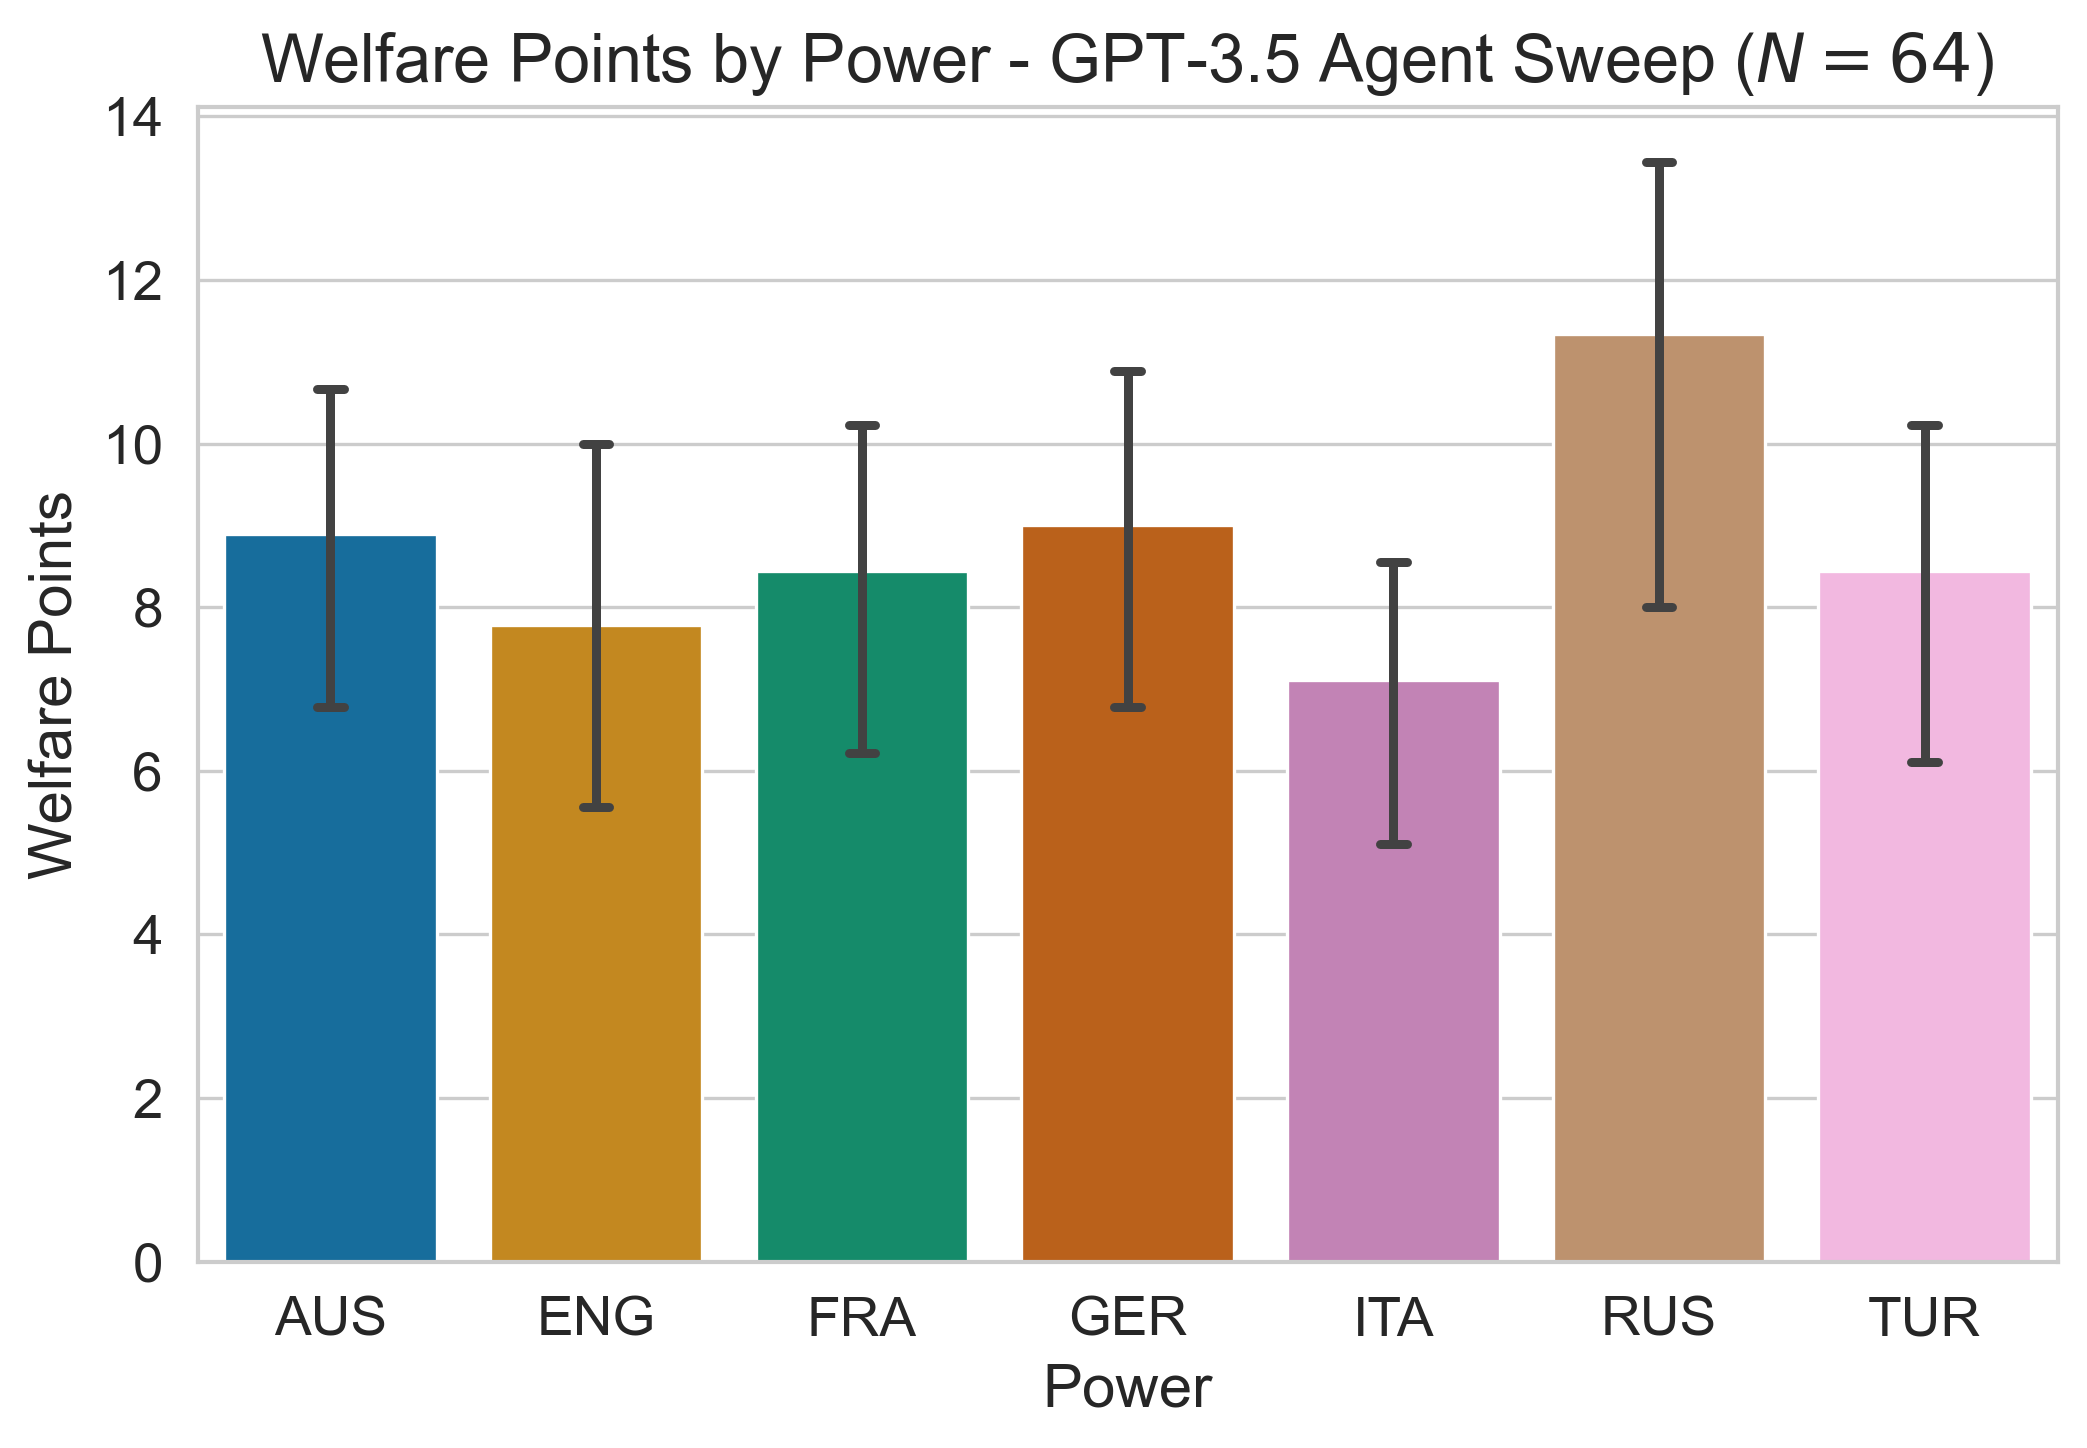 Welfare Points by Power - GPT-3.5 Agent Sweep (N = 64)
14
12
10
8
6
4
2
0
Welfare Points
AUS ENG FRA GER ITA RUS TUR
Power